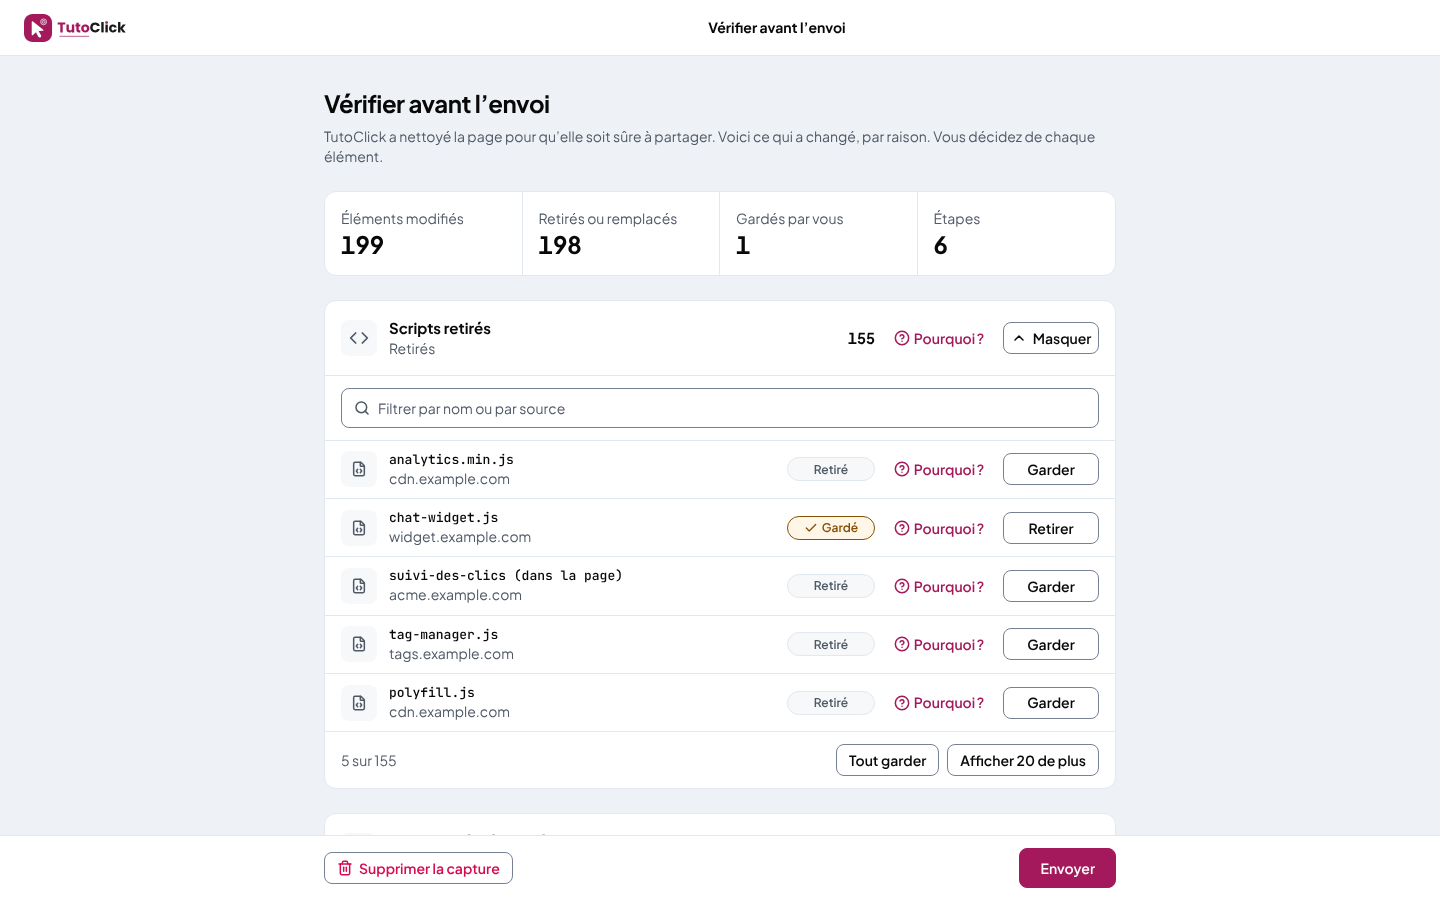 TutoClick
Vérifier avant l’envoi
Vérifier avant l’envoi
TutoClick a nettoyé la page pour qu’elle soit sûre à partager. Voici ce qui a changé, par raison. Vous décidez de chaque
élément.
Éléments modifiés
199
Retirés ou remplacés
198
Gardés par vous
1
Étapes
6
Scripts retirés
Retirés
155
Pourquoi ?
Masquer
Filtrer par nom ou par source
analytics.min.js
cdn.example.com
Retiré
Pourquoi ?
Garder
chat-widget.js
widget.example.com
Gardé
Pourquoi ?
Retirer
suivi-des-clics (dans la page)
acme.example.com
Retiré
Pourquoi ?
Garder
tag-manager.js
tags.example.com
Retiré
Pourquoi ?
Garder
polyfill.js
cdn.example.com
Retiré
Pourquoi ?
Garder
5 sur 155
Tout garder
Afficher 20 de plus
Supprimer la capture
Envoyer